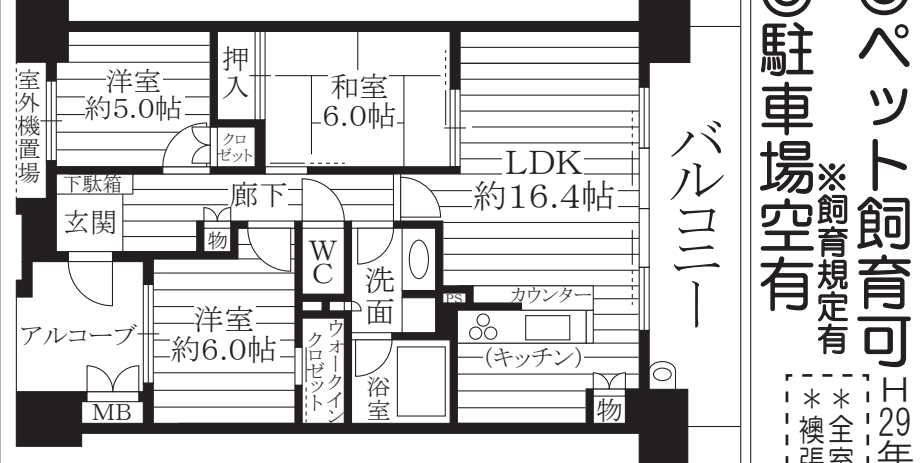 ◎ペット飼育可
※飼育規定有
◎駐車場空有
H29年
＊全室
＊襖張
バルコニー
押入
和室
6.0帖
洋室
約5.0帖
クロゼット
室外機置場
LDK
約16.4帖
下駄箱
玄関
廊下
物
WC
洗面
PS
カウンター
(キッチン)
物
洋室
約6.0帖
ウォークイン
クロゼット
浴室
アルコーブ
MB